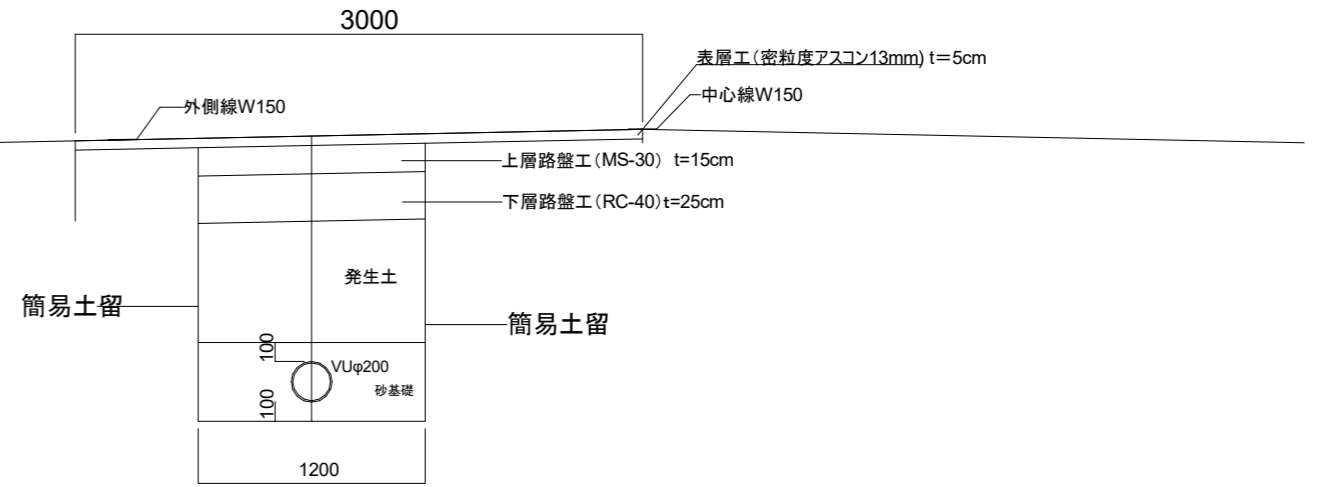 3000
表層工(密粒度アスコン13mm) t=5cm
中心線W150
外側線W150
上層路盤工(MS-30) t=15cm
下層路盤工(RC-40)t=25cm
発生土
簡易土留
簡易土留
100
VUφ200
砂基礎
100
1200